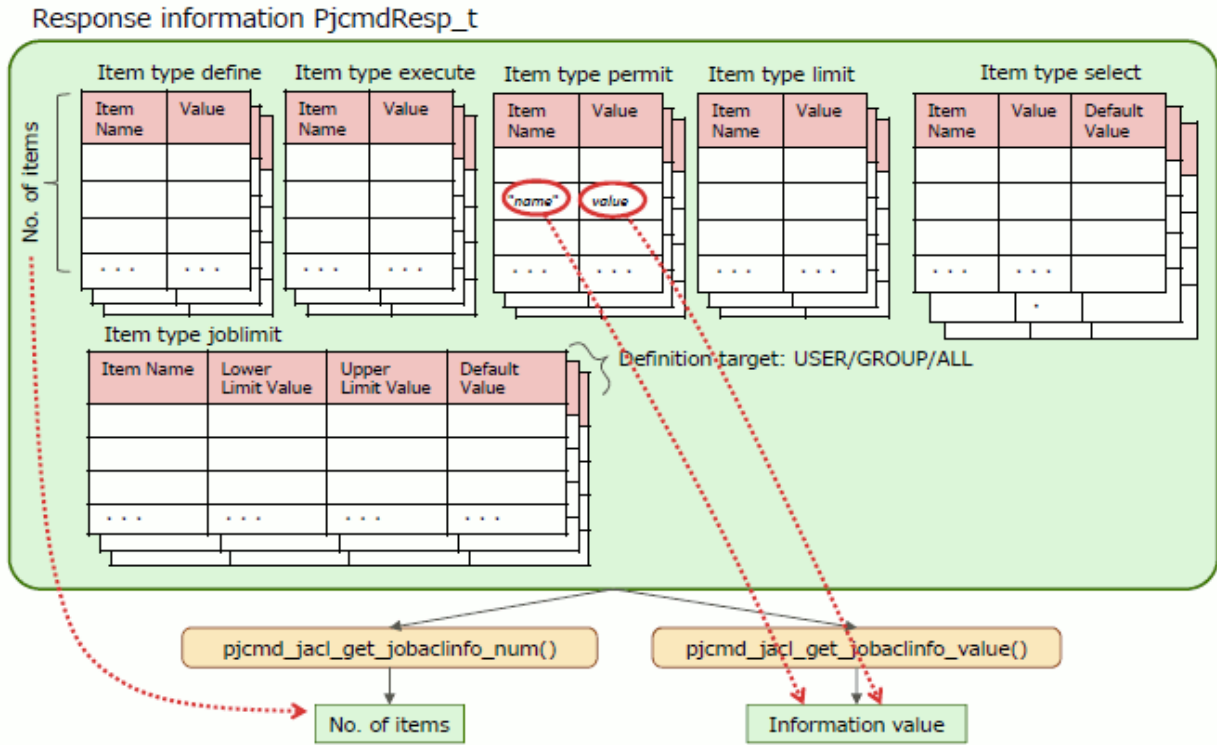 Response information PjcmdResp_t
Item type define
Item type execute
Item type permit
Item type limit
Item type select
No. of items
Item
Name
Value
Item
Name
Value
Item
Name
Value
Item
Name
Value
Item
Name
Value
Default
Value
"name"
value
. . .
. . .
. . .
. . .
. . .
. . .
. . .
. . .
. . .
. . .
Item type joblimit
Definition target: USER/GROUP/ALL
Item Name
Lower
Limit Value
Upper
Limit Value
Default
Value
. . .
. . .
. . .
. . .
pjcmd_jacl_get_jobaclinfo_num()
pjcmd_jacl_get_jobaclinfo_value()
No. of items
Information value